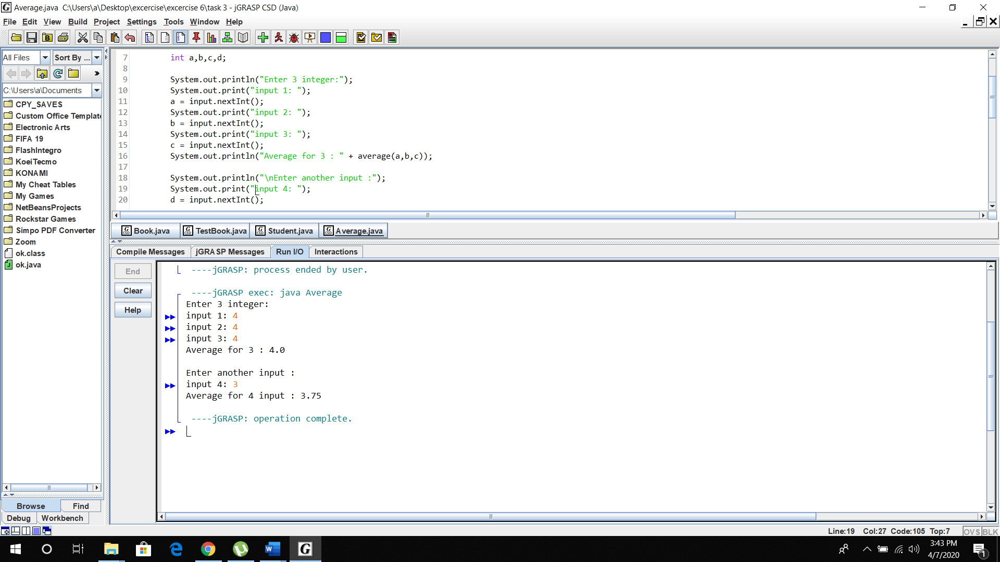 Average.java  C:\Users\a\Desktop\excercise\excercise 6\task 3 - jGRASP CSD (Java)
File Edit View Build Project Settings Tools Window Help
All Files
Sort By ...
C:\Users\a\Documents
CPY_SAVES
Custom Office Templat
Electronic Arts
FIFA 19
FlashIntegro
KoeiTecmo
KONAMI
My Cheat Tables
My Games
NetBeansProjects
Rockstar Games
Simpo PDF Converter
Zoom
ok.class
ok.java
Browse
Find
Debug
Workbench
7 int a,b,c,d;
8
9 System.out.println("Enter 3 integer:");
10 System.out.print("input 1: ");
11 a = input.nextInt();
12 System.out.print("input 2: ");
13 b = input.nextInt();
14 System.out.print("input 3: ");
15 c = input.nextInt();
16 System.out.println("Average for 3 : " + average(a,b,c));
17
18 System.out.println("\nEnter another input :");
19 System.out.print("input 4: ");
20 d = input.nextInt();
Book.java
TestBook.java
Student.java
Average.java
Compile Messages
jGRASP Messages
Run I/O
Interactions
End
Clear
Help
----jGRASP: process ended by user.
----jGRASP exec: java Average
Enter 3 integer:
input 1: 4
input 2: 4
input 3: 4
Average for 3 : 4.0
Enter another input :
input 4: 3
Average for 4 input : 3.75
----jGRASP: operation complete.
Line:19 Col:27 Code:105 Top:7 OVS BLK
3:43 PM
4/7/2020
1